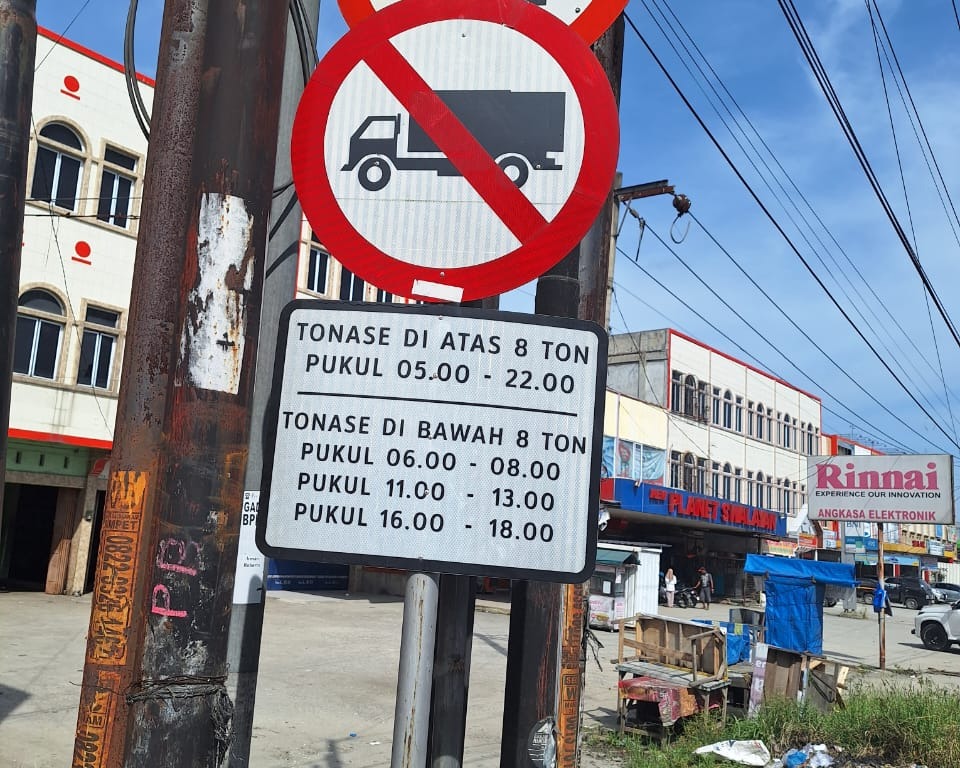 TONASE DI ATAS 8 TON
PUKUL 05.00 - 22.00
TONASE DI BAWAH 8 TON
PUKUL 06.00 - 08.00
PUKUL 11.00 - 13.00
PUKUL 16.00 - 18.00
Rinnai
EXPERIENCE OUR INNOVATION
ANGKASA ELEKTRONIK
PLANET SWALAYAN